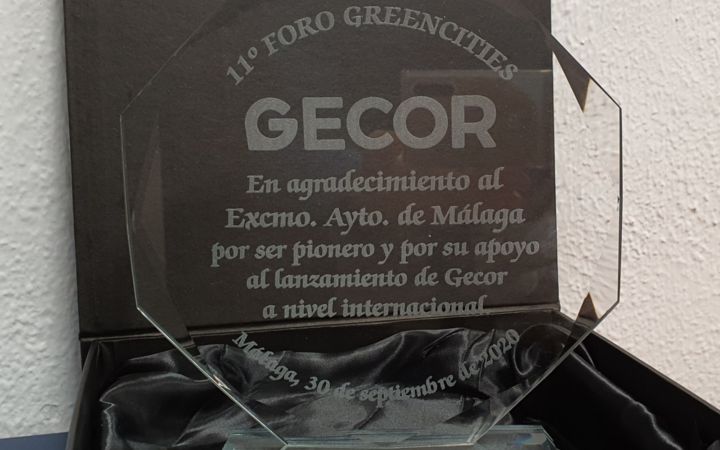 11º FORO GREENCITIES
GECOR
En agradecimiento al
Excmo. Ayto. de Málaga
por ser pionero y por su apoyo
al lanzamiento de Gecor
a nivel internacional.
Málaga, 30 de septiembre de 2020